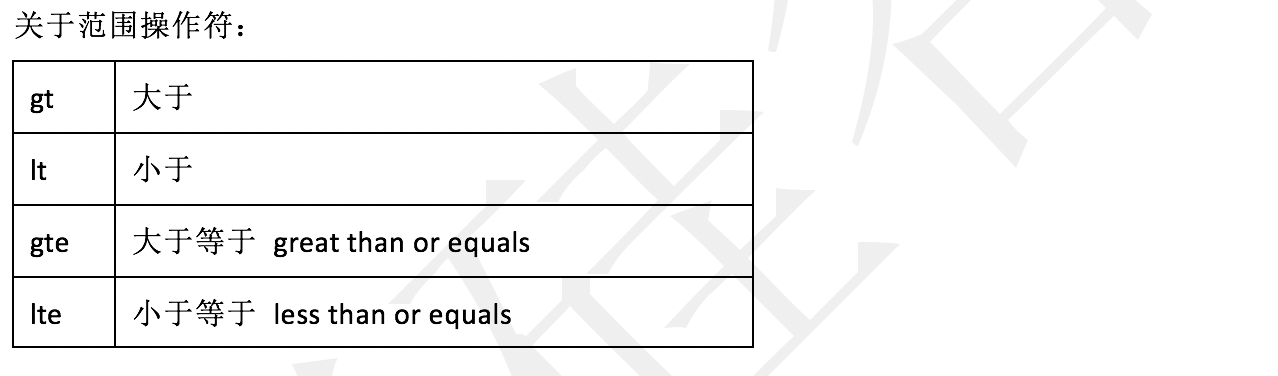 关于范围操作符：
gt 大于
lt 小于
gte 大于等于 great than or equals
lte 小于等于 less than or equals